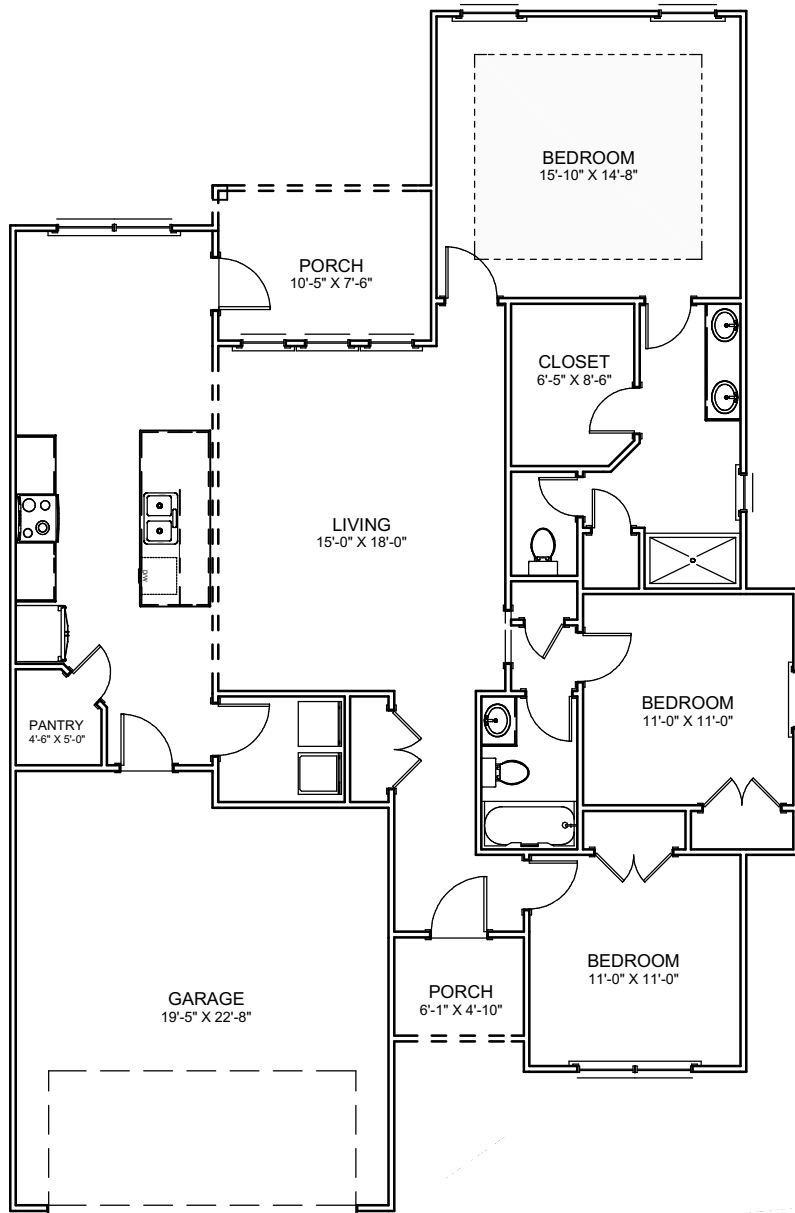 BEDROOM
15'-10" X 14'-8"
PORCH
10'-5" X 7'-6"
CLOSET
6'-5" X 8'-6"
LIVING
15'-0" X 18'-0"
D/W
BEDROOM
11'-0" X 11'-0"
PANTRY
4'-6" X 5'-0"
BEDROOM
11'-0" X 11'-0"
GARAGE
19'-5" X 22'-8"
PORCH
6'-1" X 4'-10"